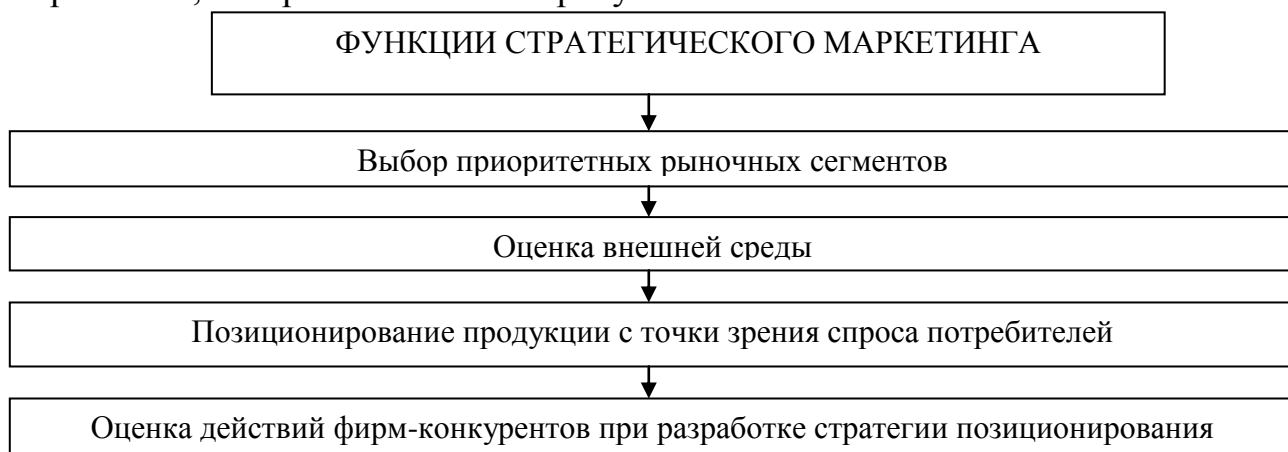 ФУНКЦИИ СТРАТЕГИЧЕСКОГО МАРКЕТИНГА
Выбор приоритетных рыночных сегментов
Оценка внешней среды
Позиционирование продукции с точки зрения спроса потребителей
Оценка действий фирм-конкурентов при разработке стратегии позиционирования